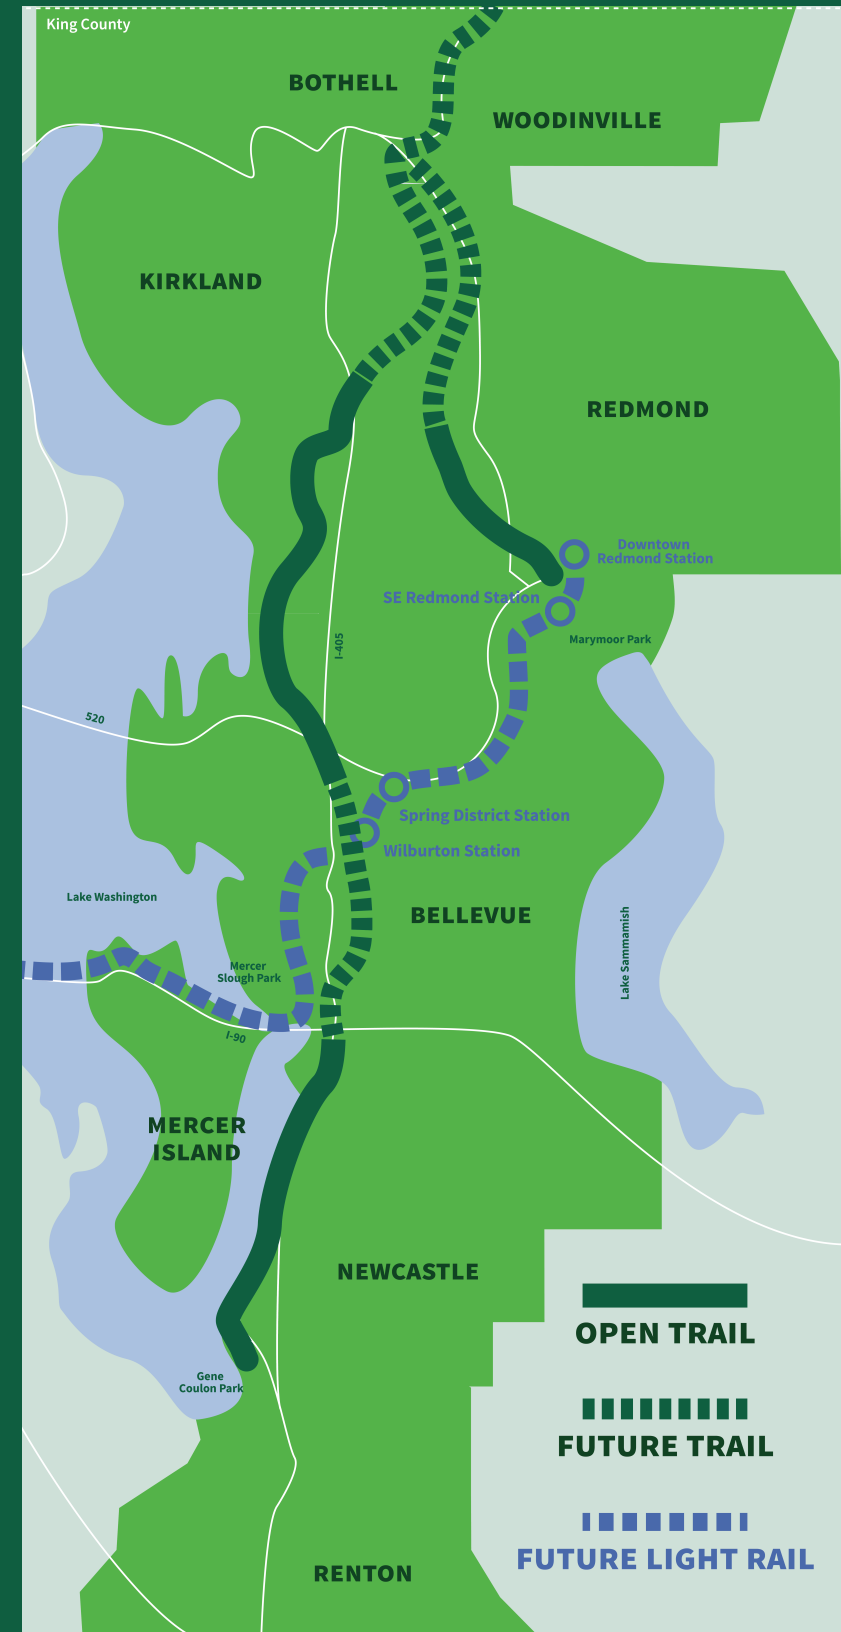 King County
BOTHELL
WOODINVILLE
KIRKLAND
REDMOND
Downtown
Redmond Station
SE Redmond Station
Marymoor Park
I-405
520
Spring District Station
Wilburton Station
Lake Washington
BELLEVUE
Lake Sammamish
Mercer
Slough Park
I-90
MERCER
ISLAND
NEWCASTLE
OPEN TRAIL
Gene
Coulon Park
FUTURE TRAIL
FUTURE LIGHT RAIL
RENTON